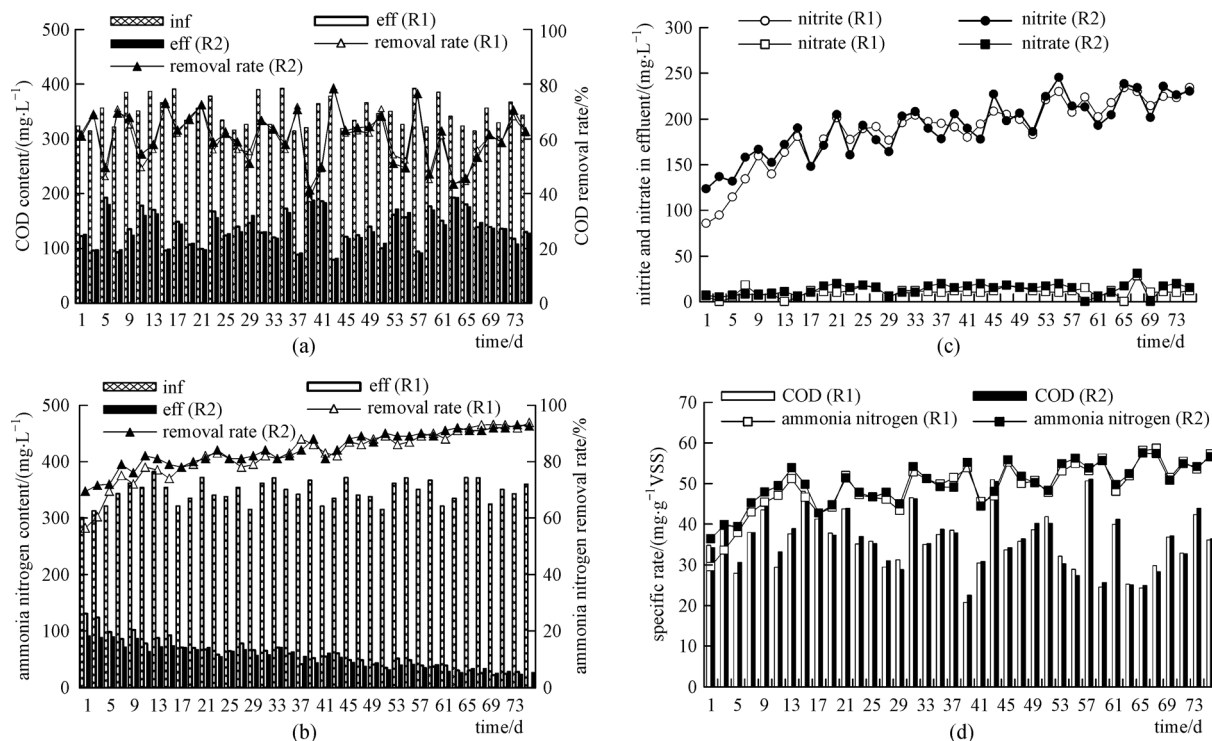 inf
eff (R1)
eff (R2)
removal rate (R1)
removal rate (R2)
COD content/(mg·L⁻¹)
COD removal rate/%
500
400
300
200
100
0
100
80
60
40
20
0
1 5 9 13 17 21 25 29 33 37 41 45 49 53 57 61 65 69 73
time/d
(a)
inf
eff (R1)
eff (R2)
removal rate (R1)
removal rate (R2)
ammonia nitrogen content/(mg·L⁻¹)
ammonia nitrogen removal rate/%
500
400
300
200
100
0
100
80
60
40
20
0
1 5 9 13 17 21 25 29 33 37 41 45 49 53 57 61 65 69 73
time/d
(b)
nitrite (R1)
nitrite (R2)
nitrate (R1)
nitrate (R2)
nitrite and nitrate in effluent/(mg·L⁻¹)
300
250
200
150
100
50
0
1 5 9 13 17 21 25 29 33 37 41 45 49 53 57 61 65 69 73
time/d
(c)
COD (R1)
COD (R2)
ammonia nitrogen (R1)
ammonia nitrogen (R2)
specific rate/(mg·g⁻¹ VSS)
70
60
50
40
30
20
10
0
1 5 9 13 17 21 25 29 33 37 41 45 49 53 57 61 65 69 73
time/d
(d)